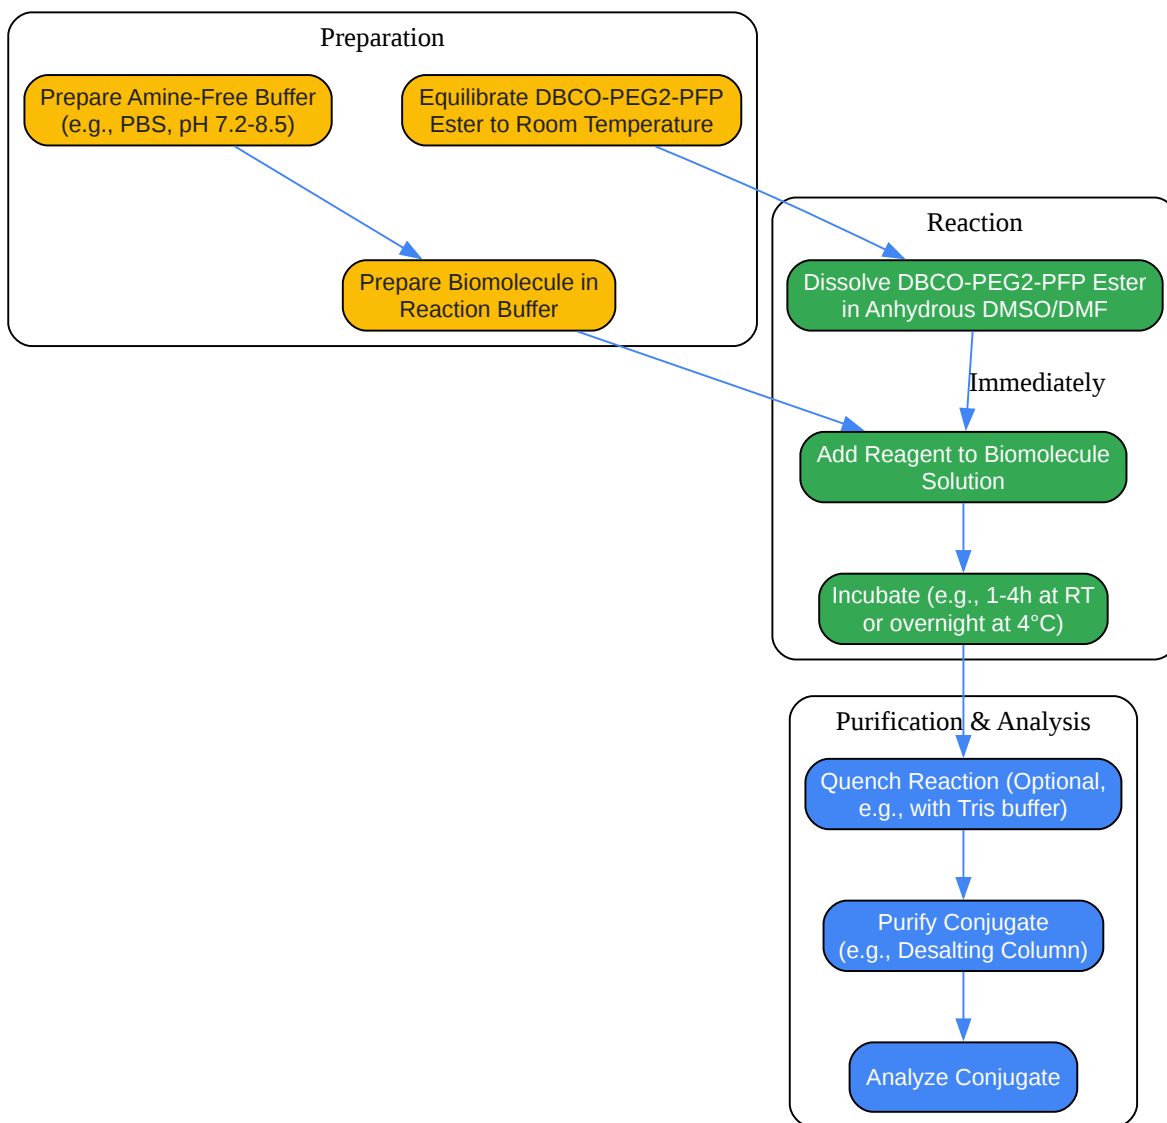 Preparation
Prepare Amine-Free Buffer
(e.g., PBS, pH 7.2-8.5)
Equilibrate DBCO-PEG2-PFP
Ester to Room Temperature
Prepare Biomolecule in
Reaction Buffer
Reaction
Dissolve DBCO-PEG2-PFP Ester
in Anhydrous DMSO/DMF
Immediately
Add Reagent to Biomolecule
Solution
Incubate (e.g., 1-4h at RT
or overnight at 4°C)
Purification & Analysis
Quench Reaction (Optional,
e.g., with Tris buffer)
Purify Conjugate
(e.g., Desalting Column)
Analyze Conjugate